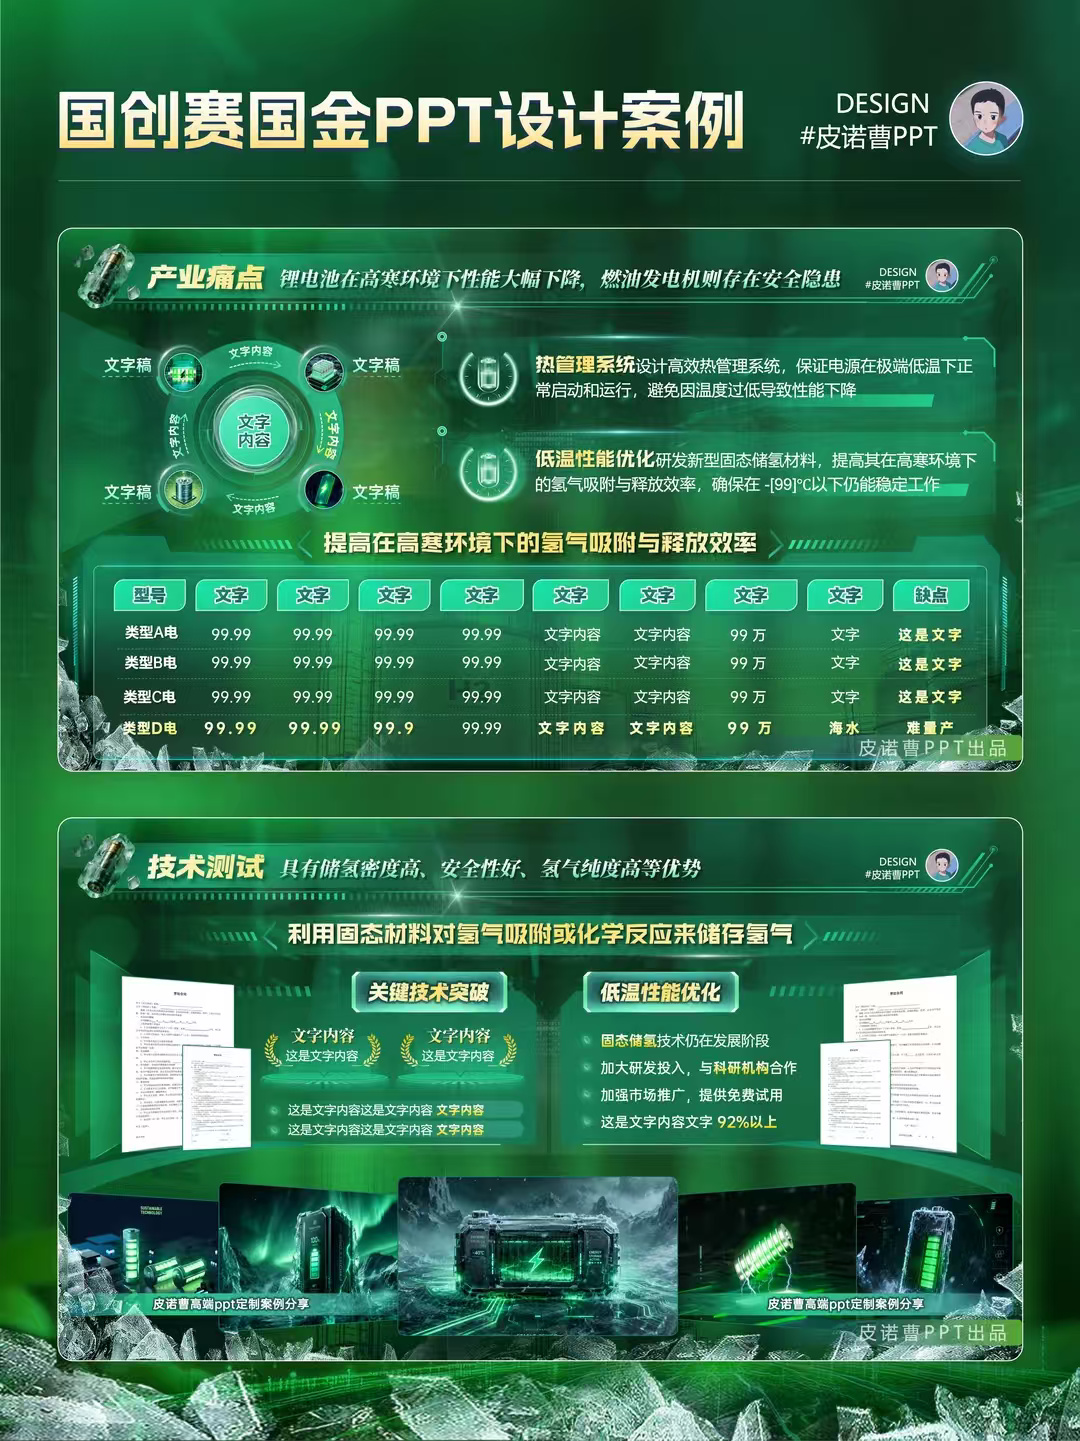 国创赛国金PPT设计案例
DESIGN
#皮诺曹PPT
产业痛点 锂电池在高寒环境下性能大幅下降，燃油发电机则存在安全隐患
DESIGN
#皮诺曹PPT
文字稿
文字内容
文字稿
文字内容
文字
内容
文字内容
文字稿
文字内容
文字稿
热管理系统设计高效热管理系统，保证电源在极端低温下正
常启动和运行，避免因温度过低导致性能下降
低温性能优化研发新型固态储氢材料，提高其在高寒环境下
的氢气吸附与释放效率，确保在 -[99]℃以下仍能稳定工作
提高在高寒环境下的氢气吸附与释放效率
型号 文字 文字 文字 文字 文字 文字 文字 文字 缺点
类型A电 99.99 99.99 99.99 99.99 文字内容 文字内容 99 万 文字 这是文字
类型B电 99.99 99.99 99.99 99.99 文字内容 文字内容 99 万 文字 这是文字
类型C电 99.99 99.99 99.99 99.99 文字内容 文字内容 99 万 文字 这是文字
类型D电 99.99 99.99 99.9 99.99 文字内容 文字内容 99 万 海水 难量产
皮诺曹PPT出品
技术测试 具有储氢密度高、安全性好、氢气纯度高等优势
DESIGN
#皮诺曹PPT
利用固态材料对氢气吸附或化学反应来储存氢气
关键技术突破
文字内容
这是文字内容
文字内容
这是文字内容
这是文字内容这是文字内容 文字内容
这是文字内容这是文字内容 文字内容
低温性能优化
固态储氢技术仍在发展阶段
加大研发投入，与科研机构合作
加强市场推广，提供免费试用
这是文字内容文字 92%以上
SUSTAINABLE
TECHNOLOGY
-40°C
皮诺曹高端ppt定制案例分享
皮诺曹高端ppt定制案例分享
皮诺曹PPT出品